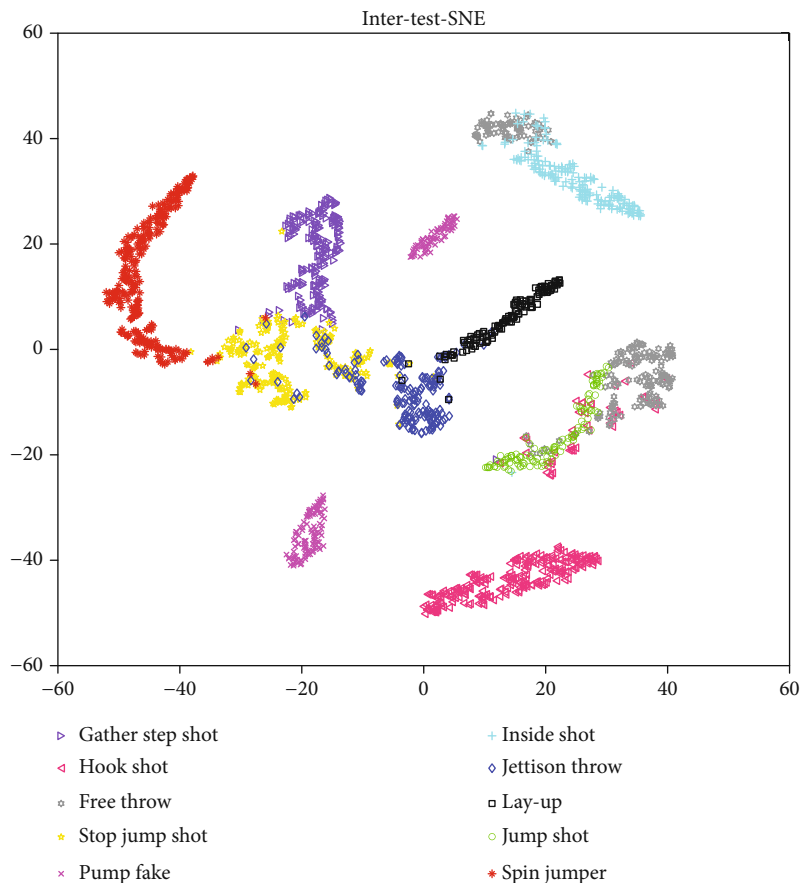 Inter-test-SNE
60
40
20
0
−20
−40
−60
−60 −40 −20 0 20 40 60
Gather step shot
Hook shot
Free throw
Stop jump shot
Pump fake
Inside shot
Jettison throw
Lay-up
Jump shot
Spin jumper